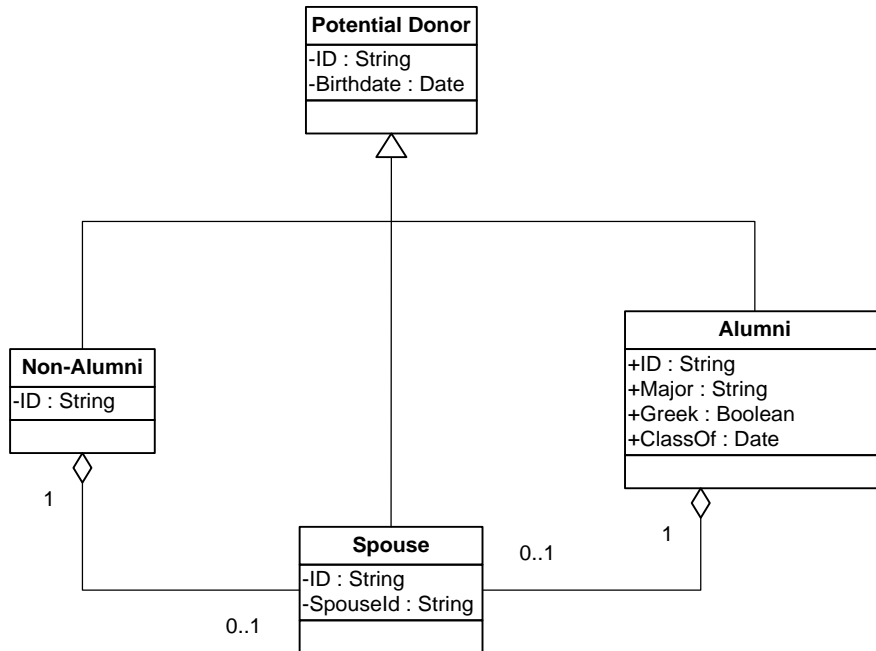 Potential Donor
-ID : String
-Birthdate : Date
Non-Alumni
-ID : String
Alumni
+ID : String
+Major : String
+Greek : Boolean
+ClassOf : Date
1
1
Spouse
-ID : String
-SpouseId : String
0..1
0..1